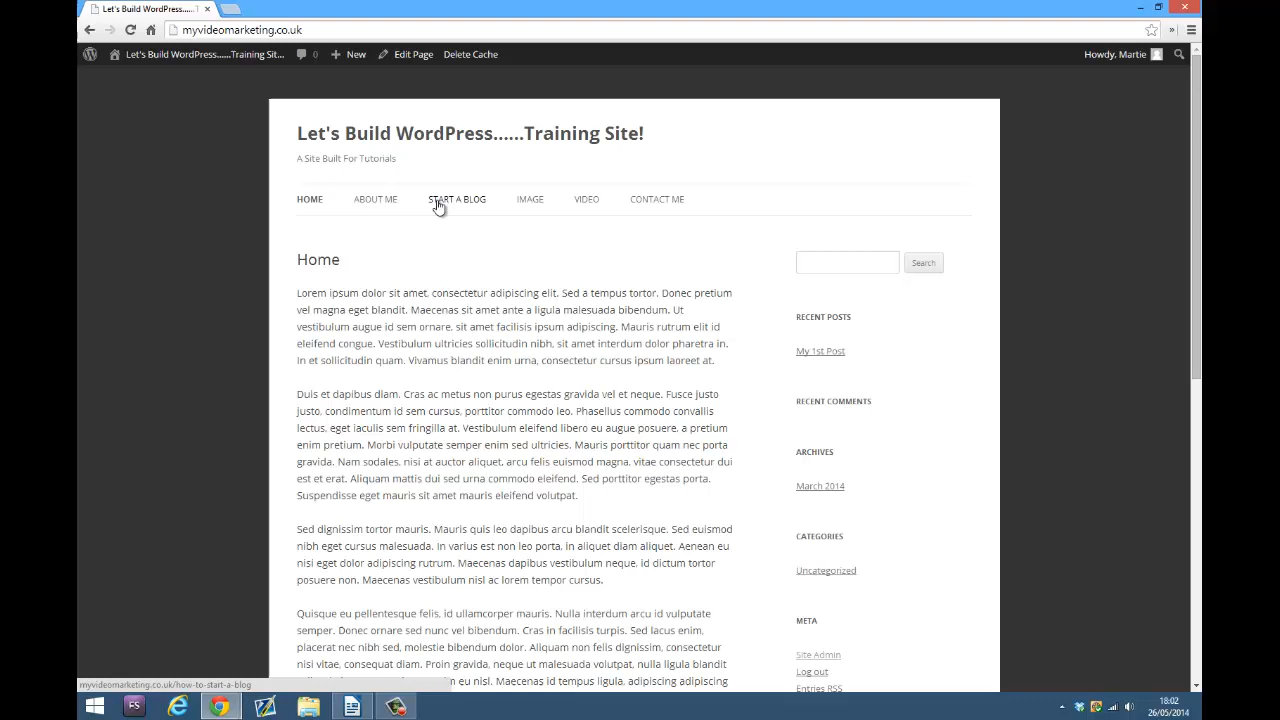 Let's Build WordPress......T
myvideomarketing.co.uk
Let's Build WordPress......Training Sit... 0 New Edit Page Delete Cache Howdy, Martie
Let's Build WordPress......Training Site!
A Site Built For Tutorials
HOME ABOUT ME START A BLOG IMAGE VIDEO CONTACT ME
Home
Lorem ipsum dolor sit amet, consectetur adipiscing elit. Sed a tempus tortor. Donec pretium
vel magna eget blandit. Maecenas sit amet ante a ligula malesuada bibendum. Ut
vestibulum augue id sem ornare, sit amet facilisis ipsum adipiscing. Mauris rutrum elit id
eleifend congue. Vestibulum ultricies sollicitudin nibh, sit amet interdum dolor pharetra in.
In et sollicitudin quam. Vivamus blandit enim urna, consectetur cursus ipsum laoreet at.
Duis et dapibus diam. Cras ac metus non purus egestas gravida vel et neque. Fusce justo
justo, condimentum id sem cursus, porttitor commodo leo. Phasellus commodo convallis
lectus, eget iaculis sem fringilla at. Vestibulum eleifend libero eu augue posuere, a pretium
enim pretium. Morbi vulputate semper enim sed ultricies. Mauris porttitor quam nec porta
gravida. Nam sodales, nisi at auctor aliquet, arcu felis euismod magna, vitae consectetur dui
est et erat. Aliquam mattis dui sed urna commodo eleifend. Sed porttitor egestas porta.
Suspendisse eget mauris sit amet mauris eleifend volutpat.
Sed dignissim tortor mauris. Mauris quis leo dapibus arcu blandit scelerisque. Sed euismod
nibh eget cursus malesuada. In varius est non leo porta, in aliquet diam aliquet. Aenean eu
nisi eget dolor adipiscing rutrum. Maecenas dapibus vestibulum neque, id dictum tortor
posuere non. Maecenas vestibulum nisl ac lorem tempor cursus.
Quisque eu pellentesque felis, id ullamcorper mauris. Nulla interdum arcu id vulputate
semper. Donec ornare sed nunc vel bibendum. Cras in facilisis turpis. Sed lacus enim,
placerat nec nibh sed, molestie bibendum dolor. Aliquam non felis dignissim, consectetur
nisi vitae, consequat diam. Proin gravida, neque ut malesuada volutpat, nulla ligula blandit
eu nisl. Maecenas id tempus ligula, adipiscing adipiscing
Search
RECENT POSTS
My 1st Post
RECENT COMMENTS
ARCHIVES
March 2014
CATEGORIES
Uncategorized
META
Site Admin
Log out
Entries RSS
myvideomarketing.co.uk/how-to-start-a-blog
FS
18:02
26/05/2014